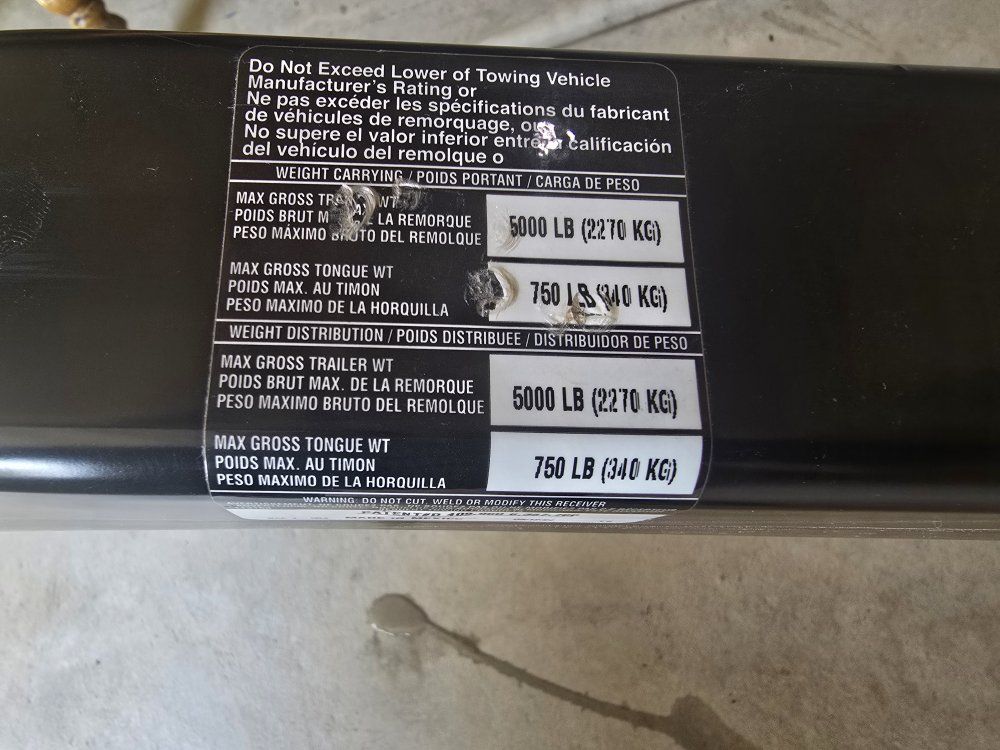 Do Not Exceed Lower of Towing Vehicle
Manufacturer's Rating or
Ne pas excéder les spécifications du fabricant
de véhicules de remorquage, ou
No supere el valor inferior entre la calificación
del vehículo del remolque o
WEIGHT CARRYING / POIDS PORTANT / CARGA DE PESO
MAX GROSS WT
POIDS BRUT LA REMORQUE
PESO MÁXIMO BRUTO DEL REMOLQUE
5000 LB (2270 KG)
MAX GROSS TONGUE WT
POIDS MAX. AU TIMON
PESO MAXIMO DE LA HORQUILLA
750 LB (340 KG)
WEIGHT DISTRIBUTION / POIDS DISTRIBUEE / DISTRIBUIDOR DE PESO
MAX GROSS TRAILER WT
POIDS BRUT MAX. DE LA REMORQUE
PESO MAXIMO BRUTO DEL REMOLQUE
5000 LB (2270 KG)
MAX GROSS TONGUE WT
POIDS MAX. AU TIMON
PESO MAXIMO DE LA HORQUILLA
750 LB (340 KG)
WARNING: DO NOT CUT, WELD OR MODIFY THIS RECEIVER